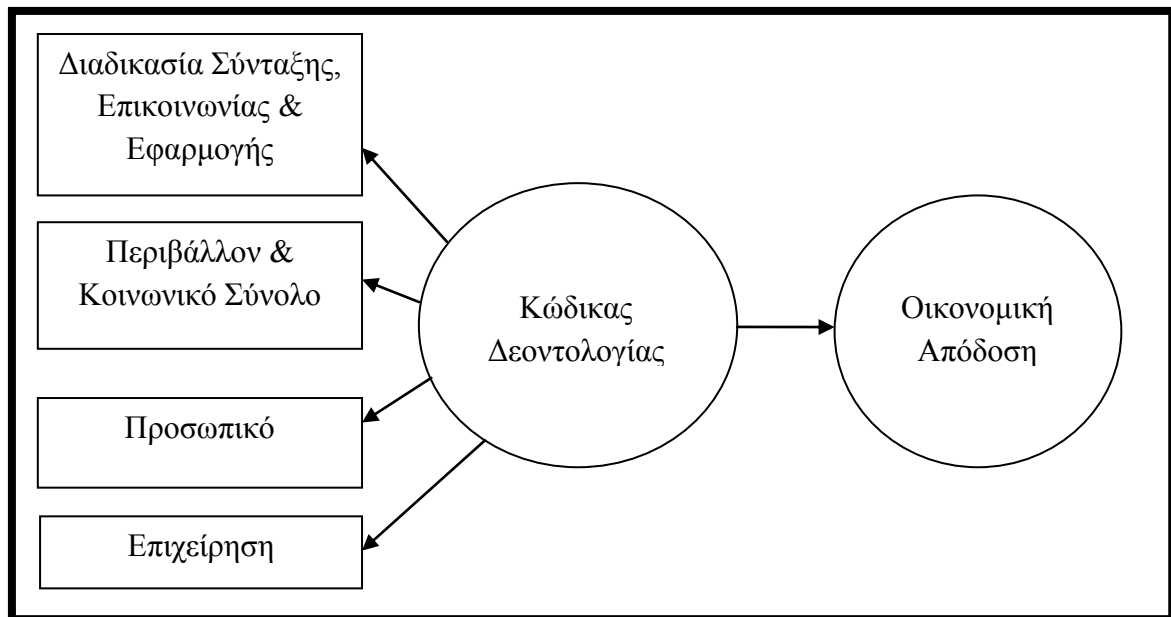 Διαδικασία Σύνταξης,
Επικοινωνίας &
Εφαρμογής
Περιβάλλον &
Κοινωνικό Σύνολο
Προσωπικό
Επιχείρηση
Κώδικας
Δεοντολογίας
Οικονομική
Απόδοση